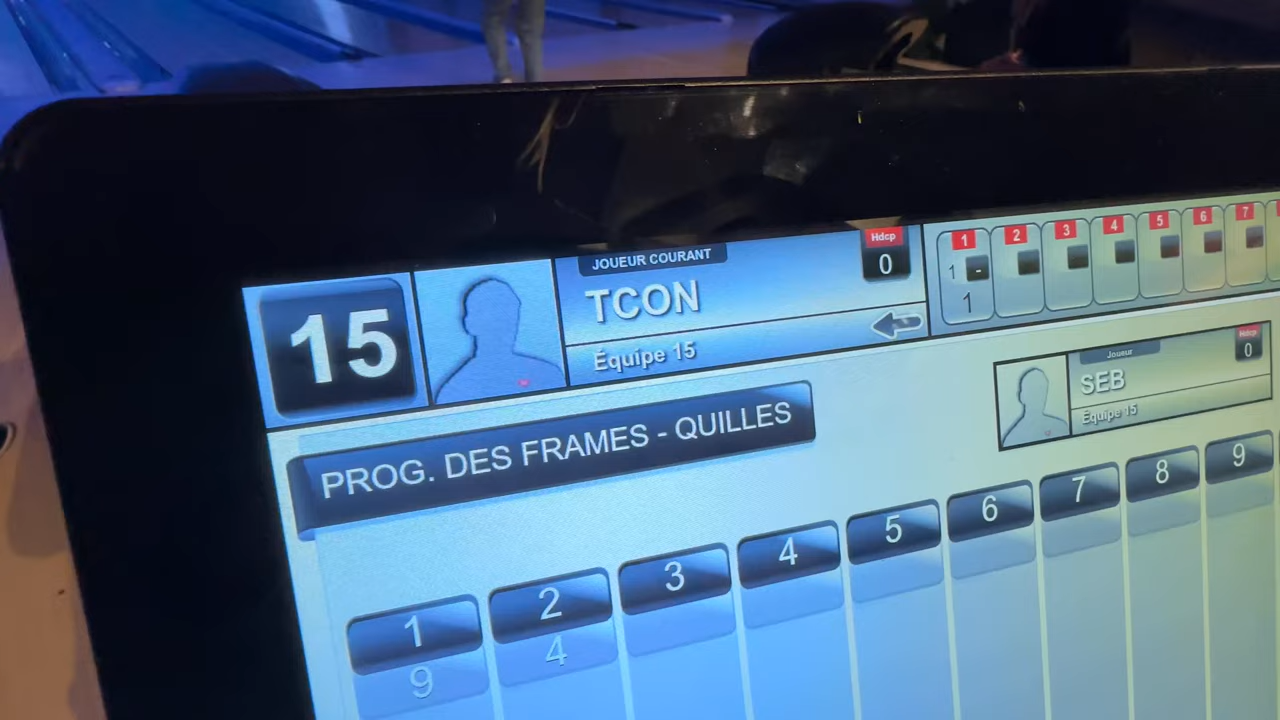 15
JOUEUR COURANT
TCON
Équipe 15
Hdcp
0
1 2 3 4 5 6 7
1 -
1
PROG. DES FRAMES - QUILLES
Joueur
SEB
Équipe 15
Hdcp
0
1 2 3 4 5 6 7 8 9
9 4